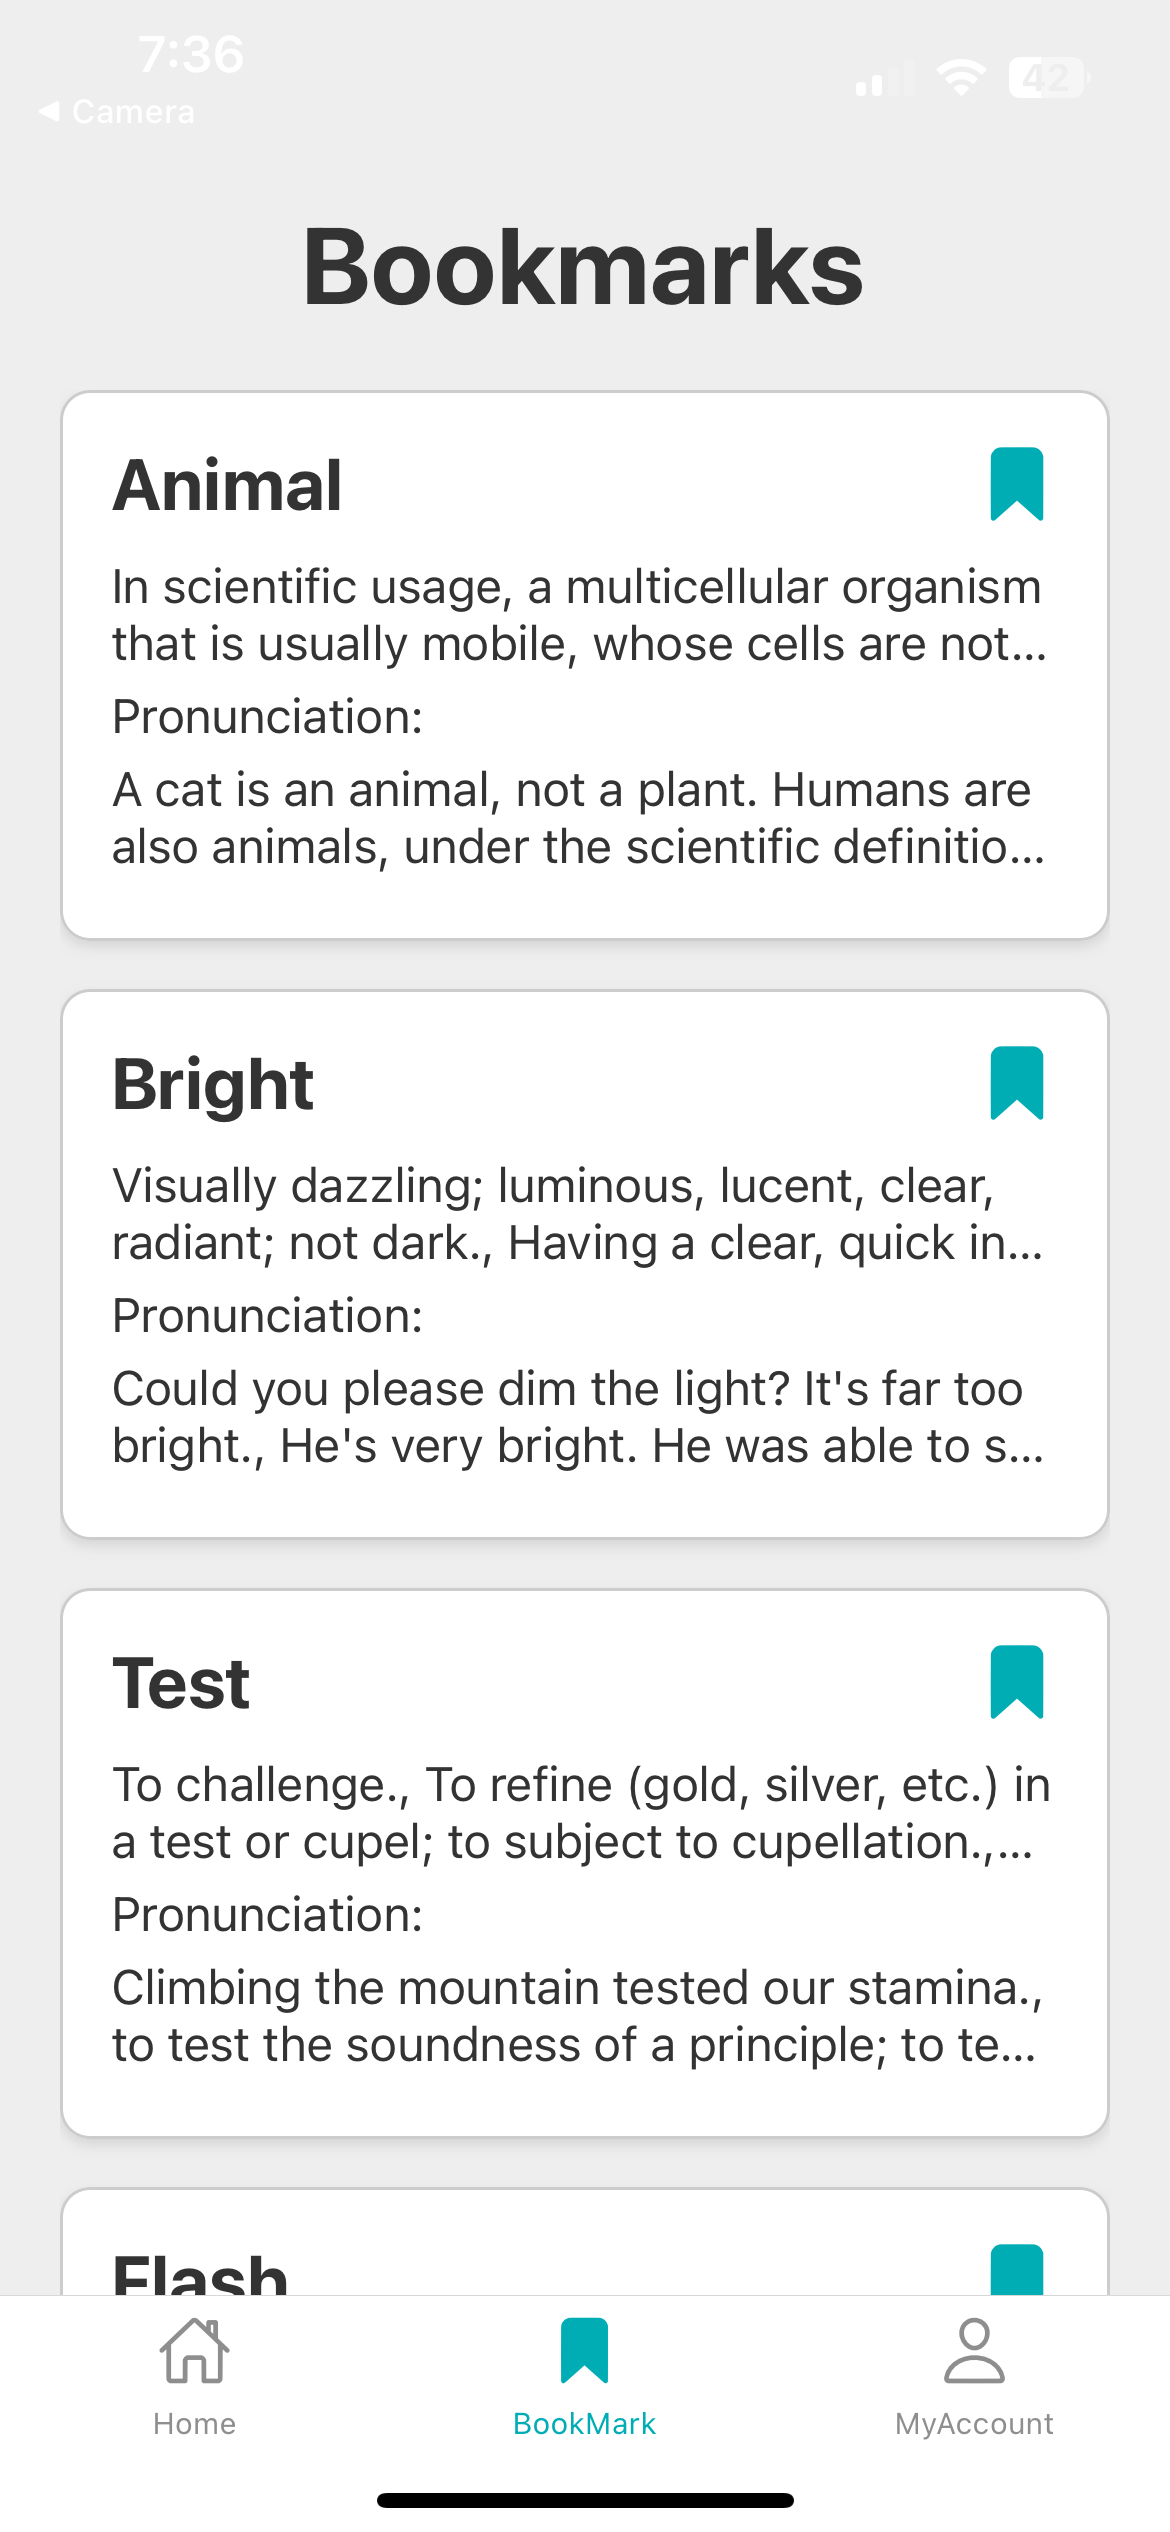 7:36
42
◀ Camera
Bookmarks
Animal
In scientific usage, a multicellular organism
that is usually mobile, whose cells are not...
Pronunciation:
A cat is an animal, not a plant. Humans are
also animals, under the scientific definitio...
Bright
Visually dazzling; luminous, lucent, clear,
radiant; not dark., Having a clear, quick in...
Pronunciation:
Could you please dim the light? It's far too
bright., He's very bright. He was able to s...
Test
To challenge., To refine (gold, silver, etc.) in
a test or cupel; to subject to cupellation.,...
Pronunciation:
Climbing the mountain tested our stamina.,
to test the soundness of a principle; to te...
Flash
Home
BookMark
MyAccount